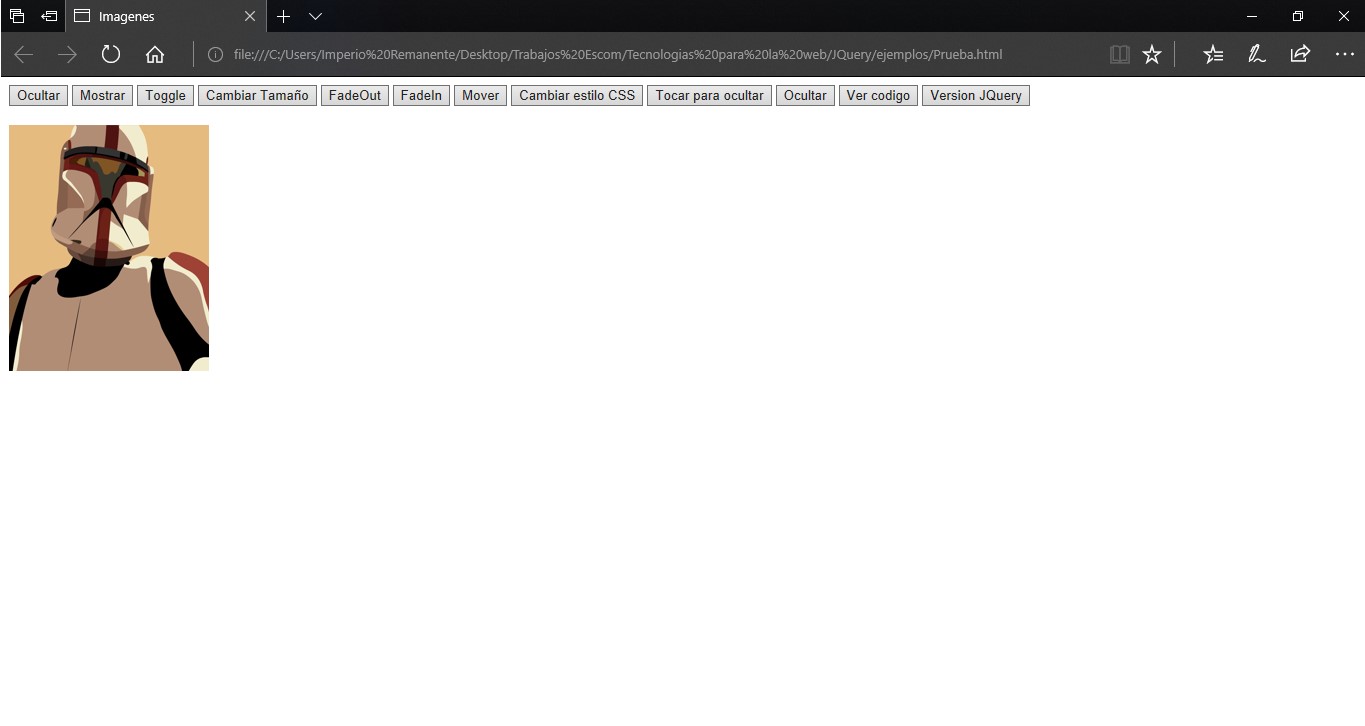 Imagenes
file:///C:/Users/Imperio%20Remanente/Desktop/Trabajos%20Escom/Tecnologias%20para%20la%20web/JQuery/ejemplos/Prueba.html
Ocultar Mostrar Toggle Cambiar Tamaño FadeOut FadeIn Mover Cambiar estilo CSS Tocar para ocultar Ocultar Ver codigo Version JQuery